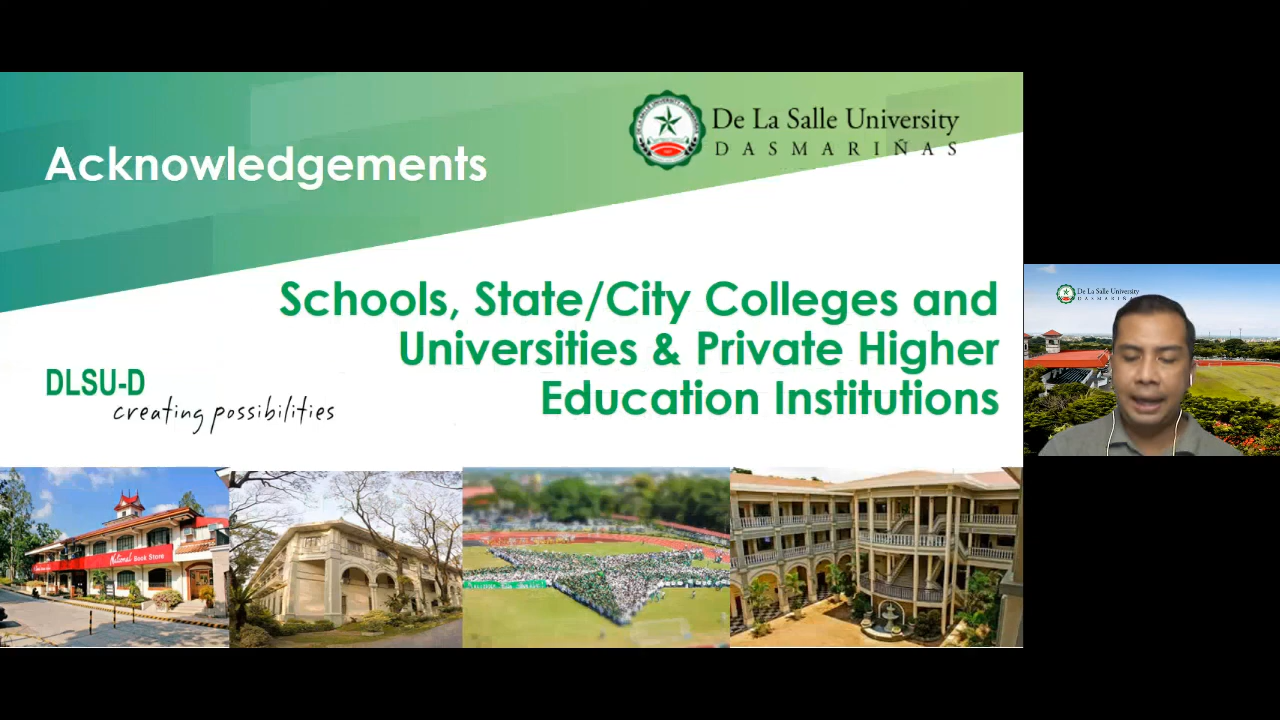 Acknowledgements
De La Salle University
DASMARIÑAS
Schools, State/City Colleges and
Universities & Private Higher
Education Institutions
DLSU-D
creating possibilities
National Book Store
De La Salle University
DASMARIÑAS